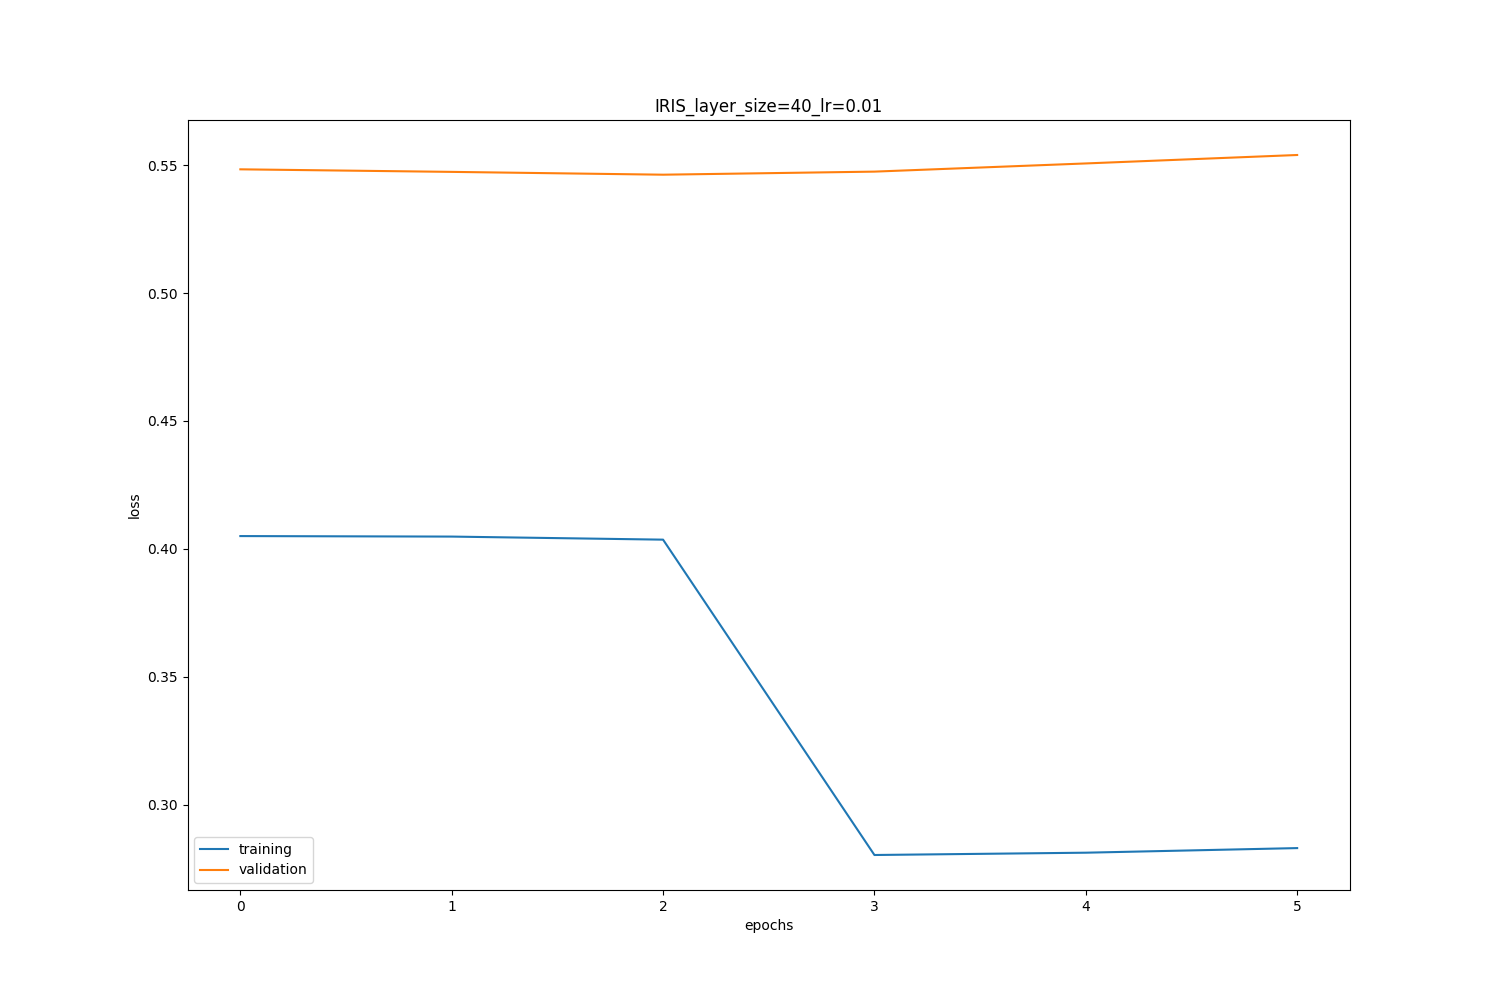 IRIS_layer_size=40_lr=0.01
0.55
0.50
0.45
0.40
0.35
0.30
loss
training
validation
0 1 2 3 4 5
epochs